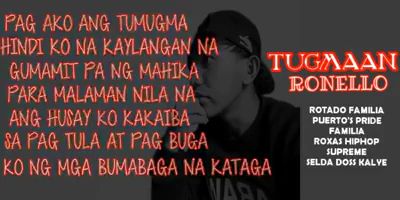 PAG AKO ANG TUMUGMA
HINDI KO NA KAYLANGAN NA
GUMAMIT PA NG MAHIKA
PARA MALAMAN NILA NA
ANG HUSAY KO KAKAIBA
SA PAG TULA AT PAG BUGA
KO NG MGA BUMABAGA NA KATAGA
TUGMAAN
RONELLO
ROTADO FAMILIA
PUERTO'S PRIDE
FAMILIA
ROXAS HIPHOP
SUPREME
SELDA DOSS KALYE